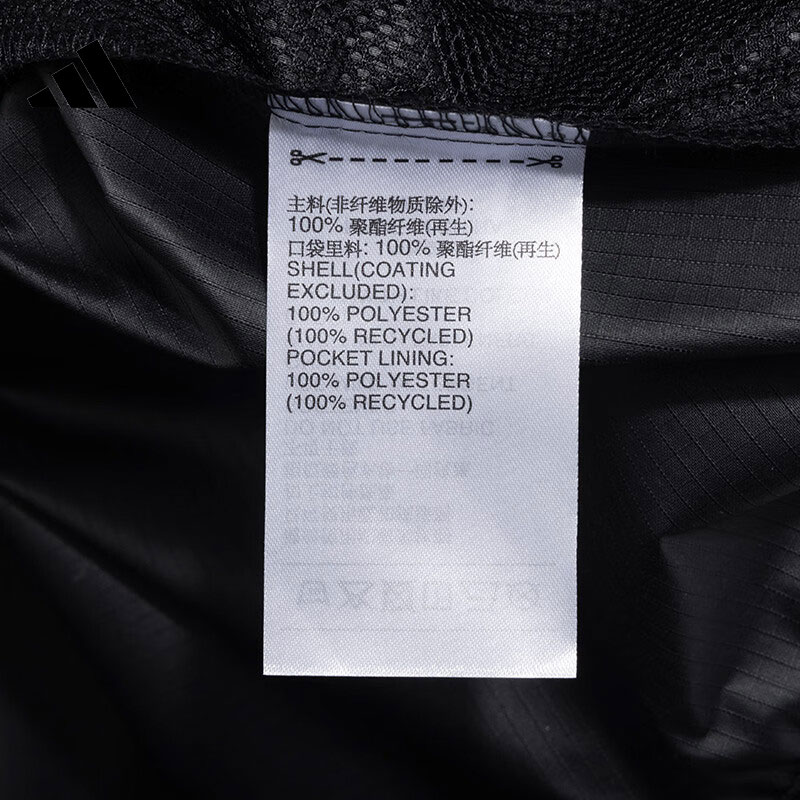 主料(非纤维物质除外):
100% 聚酯纤维(再生)
口袋里料: 100% 聚酯纤维(再生)
SHELL(COATING
EXCLUDED):
100% POLYESTER
(100% RECYCLED)
POCKET LINING:
100% POLYESTER
(100% RECYCLED)